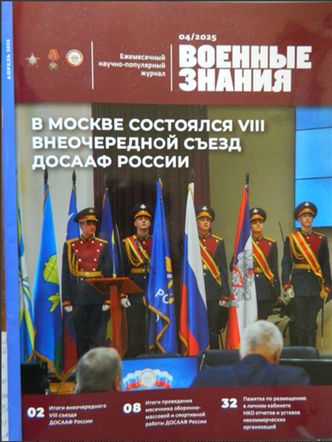 АПРЕЛЬ 2025
Ежемесячный
научно-популярный
журнал
04/2025
ВОЕННЫЕ
ЗНАНИЯ
В МОСКВЕ СОСТОЯЛСЯ VIII
ВНЕОЧЕРЕДНОЙ СЪЕЗД
ДОСААФ РОССИИ
02
Итоги внеочередного
VIII съезда
ДОСААФ России
08
Итоги проведения
месячника оборонно-
массовой и спортивной
работы ДОСААФ России
32
Памятка по размещению
в личном кабинете
НКО отчетов и уставов
некоммерческих
организаций